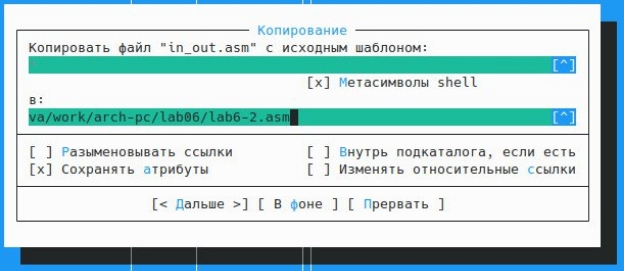 Копирование
Копировать файл "in_out.asm" с исходным шаблоном:
[^]
[x] Метасимволы shell
в:
va/work/arch-pc/lab06/lab6-2.asm [^]
[ ] Разыменовывать ссылки [ ] Внутрь подкаталога, если есть
[x] Сохранять атрибуты [ ] Изменять относительные ссылки
[< Дальше >] [ В фоне ] [ Прервать ]